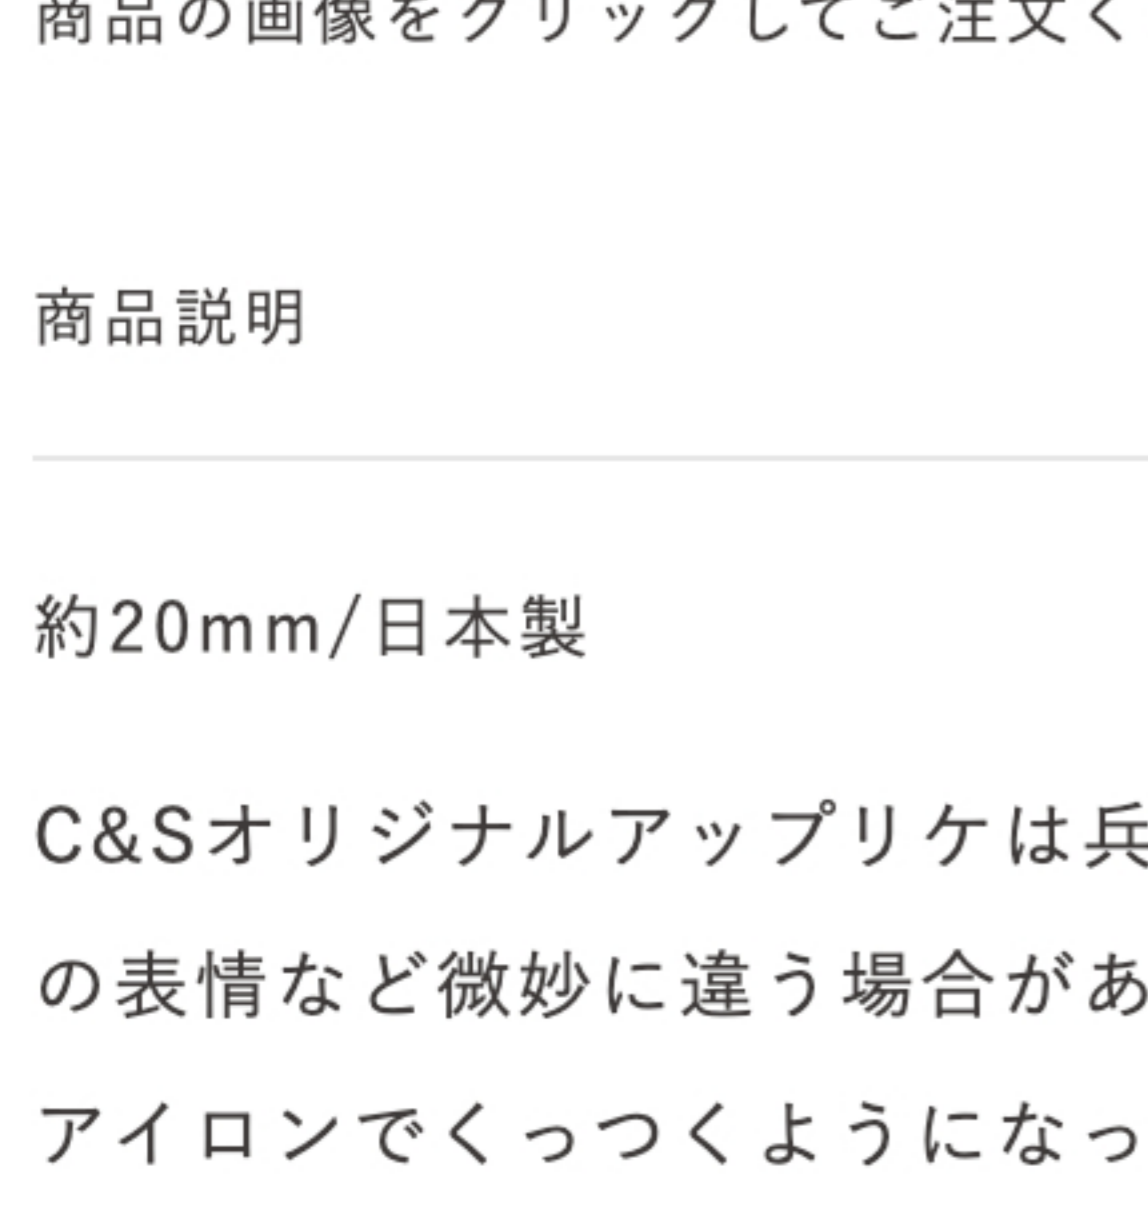 商品の画像をクリックしてご注文く
商品説明
約20mm/日本製
C&Sオリジナルアップリケは兵
の表情など微妙に違う場合があ
アイロンでくっつくようになっ